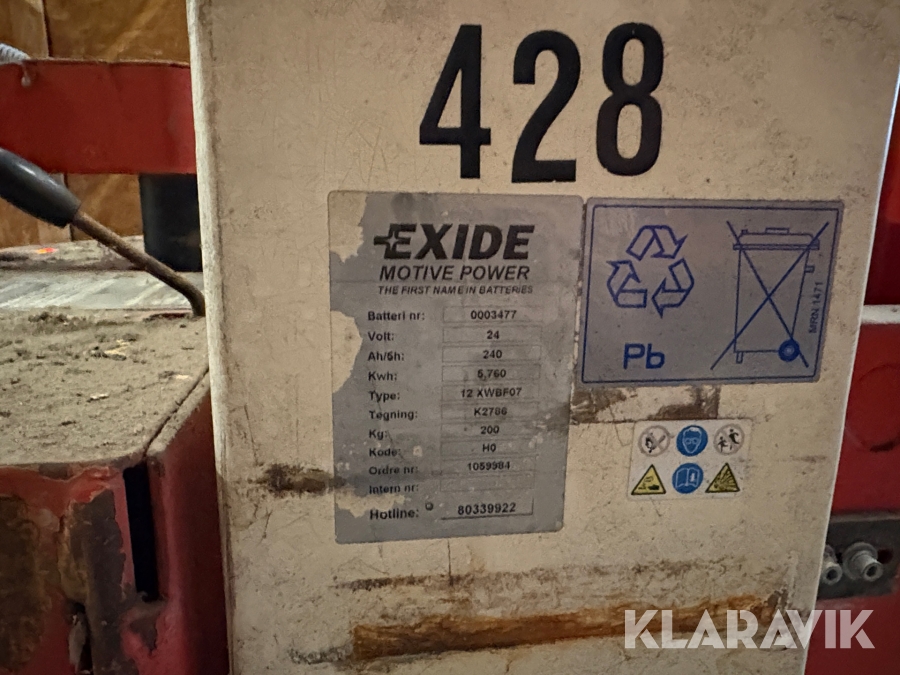 428
EXIDE
MOTIVE POWER
THE FIRST NAME IN BATTERIES
Batteri nr: 0003477
Volt: 24
Ah/5h: 240
Kwh: 5,760
Type: 12 XWBF07
Tegning: K2786
Kg: 200
Kode: H0
Ordre nr: 1059984
Intern nr:
Hotline: 80339922
Pb
MRN 1471
KLARAVIK